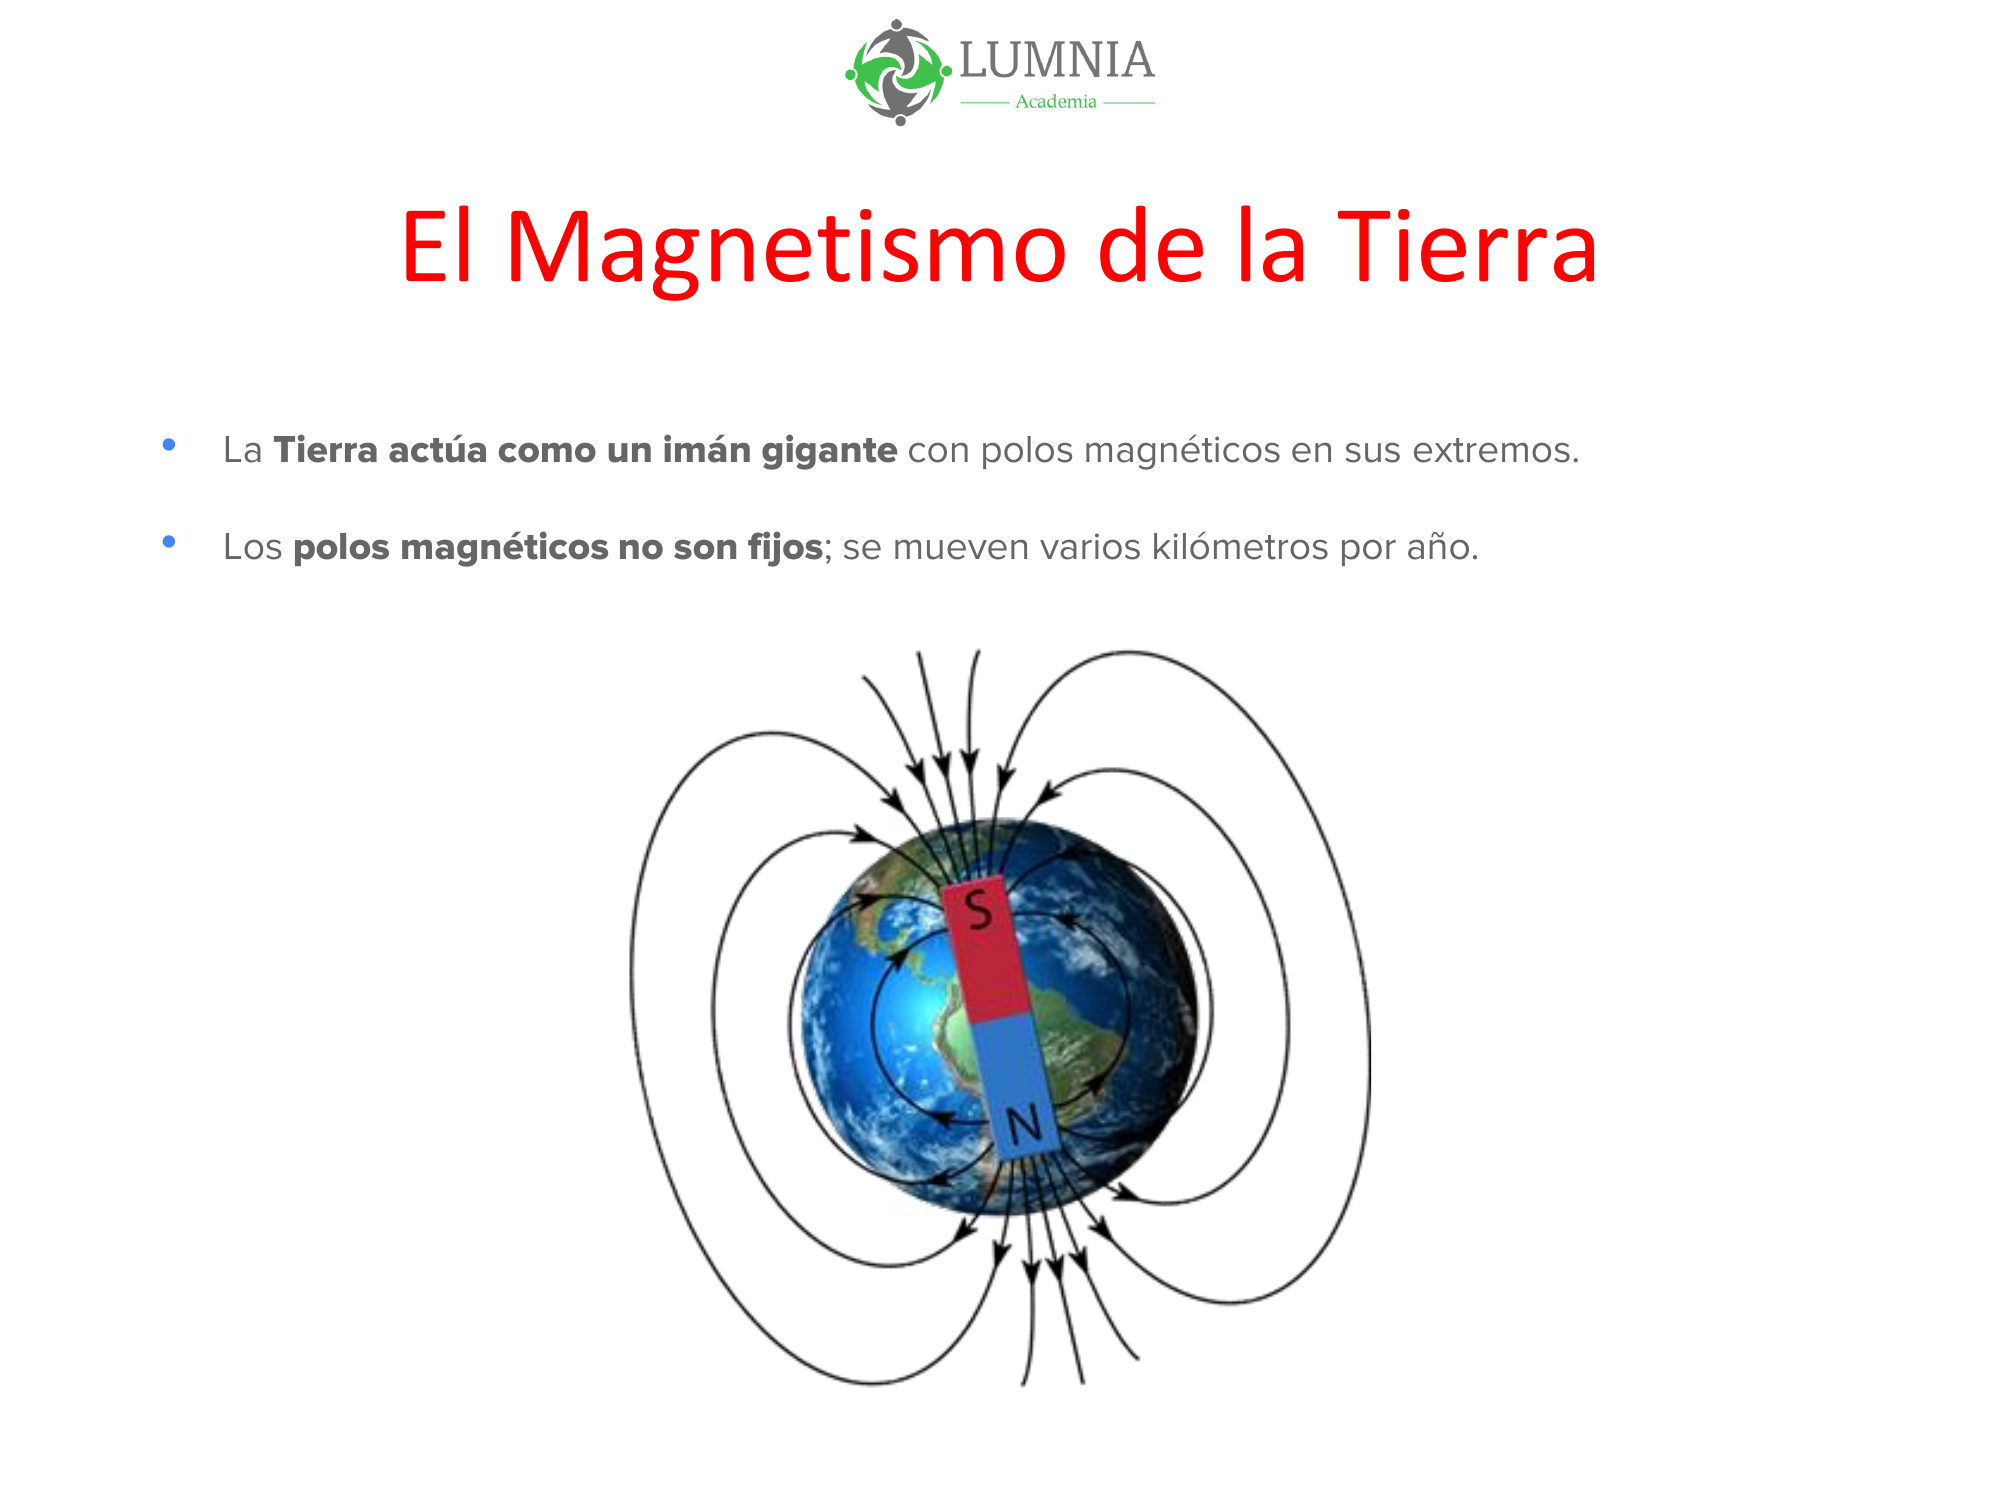 LUMNIA
Academia
El Magnetismo de la Tierra
• La Tierra actúa como un imán gigante con polos magnéticos en sus extremos.
• Los polos magnéticos no son fijos; se mueven varios kilómetros por año.
S
N